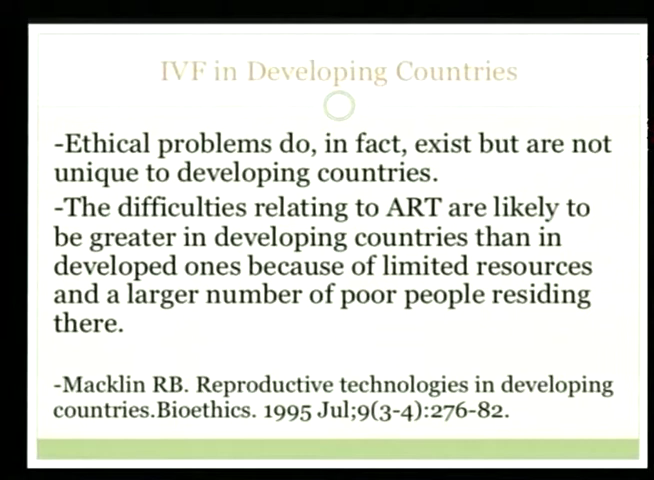 IVF in Developing Countries
-Ethical problems do, in fact, exist but are not
unique to developing countries.
-The difficulties relating to ART are likely to
be greater in developing countries than in
developed ones because of limited resources
and a larger number of poor people residing
there.
-Macklin RB. Reproductive technologies in developing
countries.Bioethics. 1995 Jul;9(3-4):276-82.